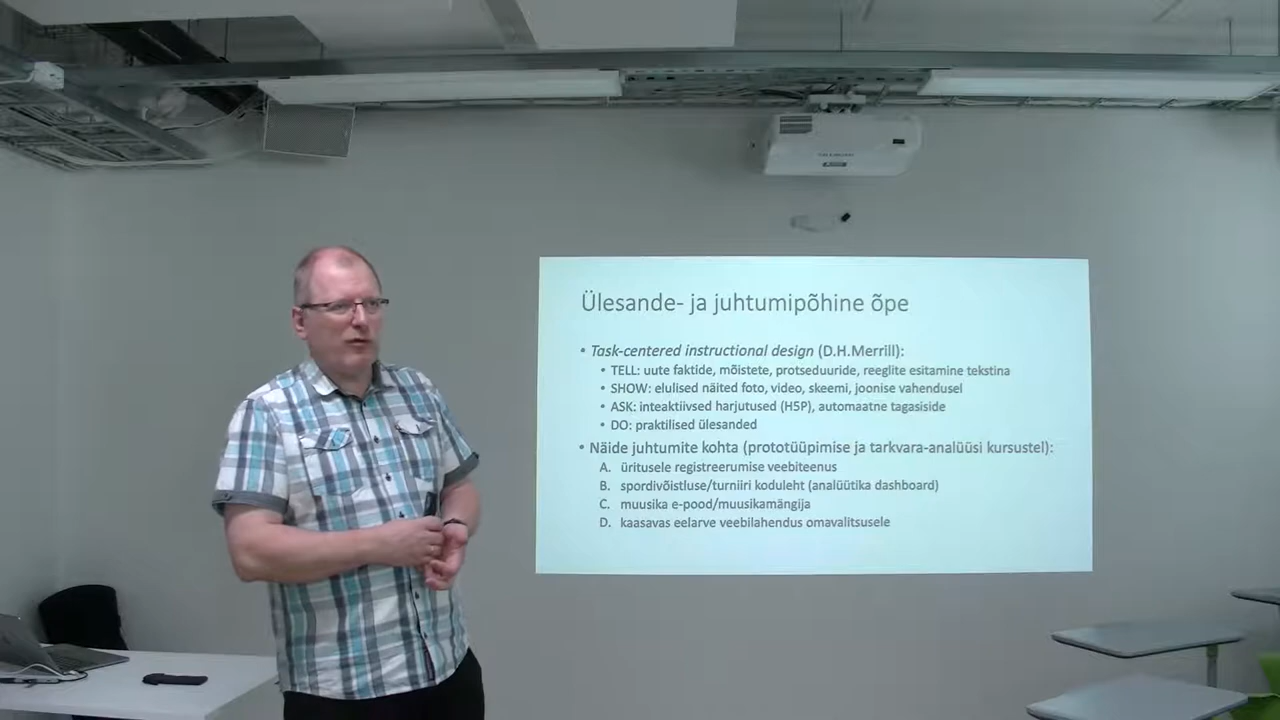 Ülesande- ja juhtumipõhine õpe
• Task-centered instructional design (D.H.Merrill):
• TELL: uute faktide, mõistete, protseduuride, reeglite esitamine tekstina
• SHOW: elulised näited foto, video, skeemi, joonise vahendusel
• ASK: inteaktiivsed harjutused (H5P), automaatne tagasiside
• DO: praktilised ülesanded
• Näide juhtumite kohta (prototüüpimise ja tarkvara-analüüsi kursustel):
A. üritusele registreerumise veebiteenus
B. spordivõistluse/turniiri koduleht (analüütika dashboard)
C. muusika e-pood/muusikamängija
D. kaasavas eelarve veebilahendus omavalitsusele